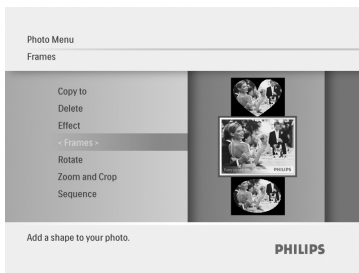 Photo Menu
Frames
Copy to
Delete
Effect
< Frames >
Rotate
Zoom and Crop
Sequence
PHILIPS
Add a shape to your photo.
PHILIPS